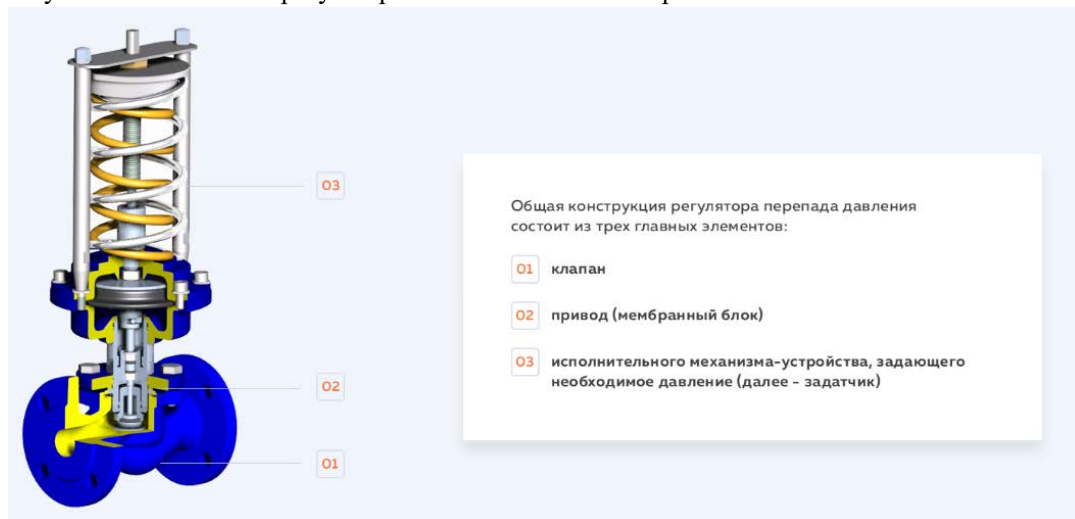 03
02
01
Общая конструкция регулятора перепада давления
состоит из трех главных элементов:
01 клапан
02 привод (мембранный блок)
03 исполнительного механизма-устройства, задающего
необходимое давление (далее – задатчик)